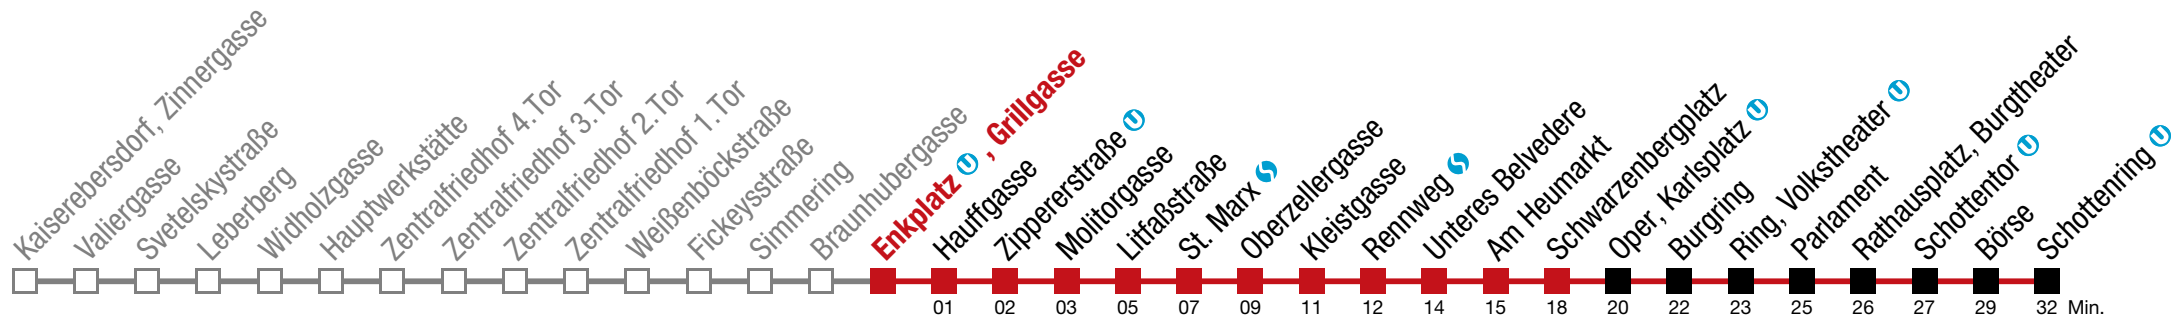 Kaiserebersdorf, Zinnergasse
Valiergasse
Svetelskystraße
Leberberg
Widholzgasse
Hauptwerkstätte
Zentralfriedhof 4.Tor
Zentralfriedhof 3.Tor
Zentralfriedhof 2.Tor
Zentralfriedhof 1.Tor
Weißenböckstraße
Fickeysstraße
Simmering
Braunhubergasse
Enkplatz U , Grillgasse
Hauffgasse
Zippererstraße U
Molitorgasse
Litfaßstraße
St. Marx S
Oberzellergasse
Kleistgasse
Rennweg S
Unteres Belvedere
Am Heumarkt
Schwarzenbergplatz
Oper, Karlsplatz U
Burgring
Ring, Volkstheater U
Parlament
Rathausplatz, Burgtheater
Schottentor U
Börse
Schottenring U
01 02 03 05 07 09 11 12 14 15 18 20 22 23 25 26 27 29 32 Min.